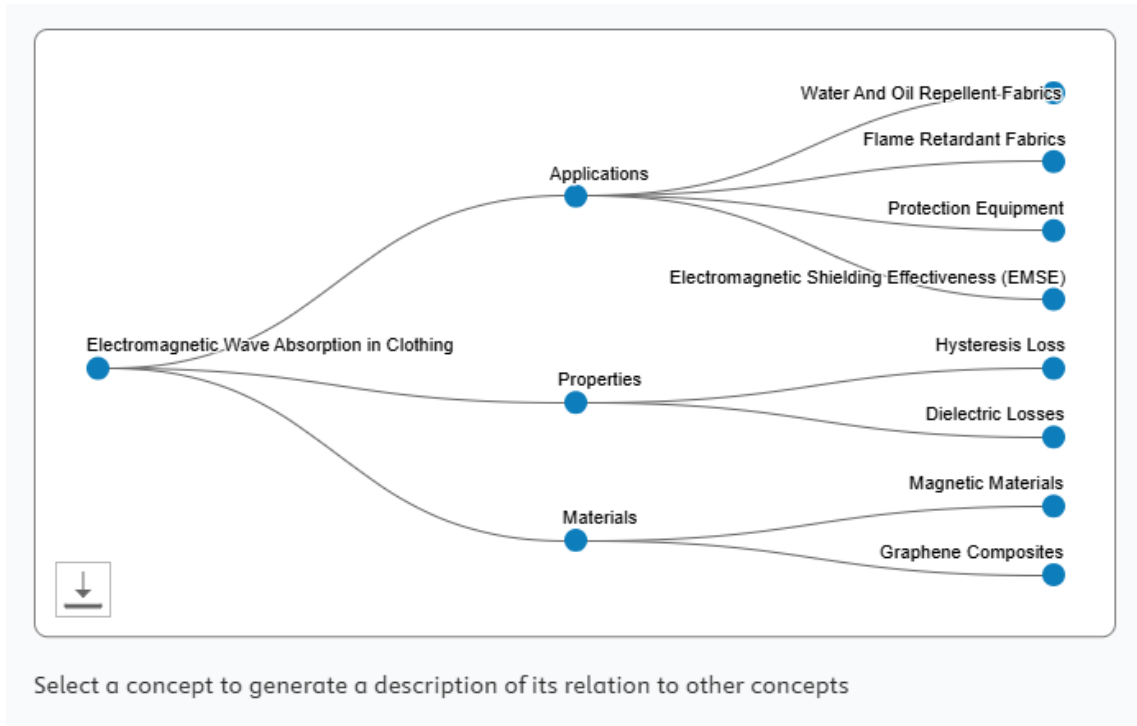 Water And Oil Repellent Fabrics
Flame Retardant Fabrics
Applications
Protection Equipment
Electromagnetic Shielding Effectiveness (EMSE)
Electromagnetic Wave Absorption in Clothing
Hysteresis Loss
Properties
Dielectric Losses
Magnetic Materials
Materials
Graphene Composites
Select a concept to generate a description of its relation to other concepts